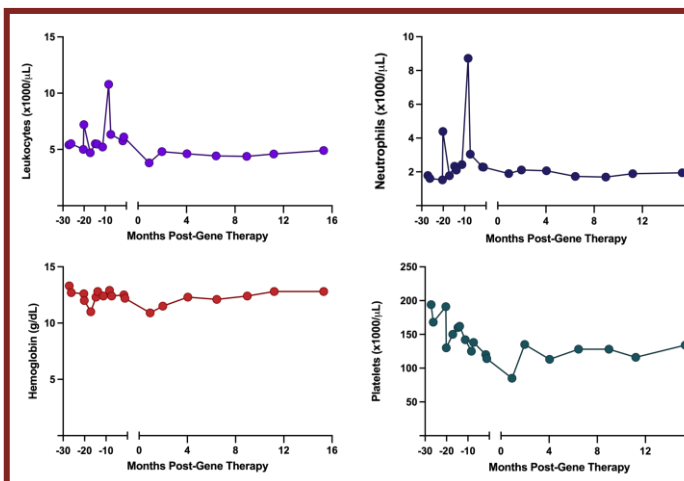 Leukocytes (x1000/μL)
15
10
5
-30 -20 -10 0 4 8 12 16
Months Post-Gene Therapy
Neutrophils (x1000/μL)
10
8
6
4
2
-30 -20 -10 0 4 8 12
Months Post-Gene Therapy
Hemoglobin (g/dL)
15
10
5
-30 -20 -10 0 4 8 12 16
Months Post-Gene Therapy
Platelets (x1000/μL)
250
200
150
100
50
-30 -20 -10 0 4 8 12
Months Post-Gene Therapy